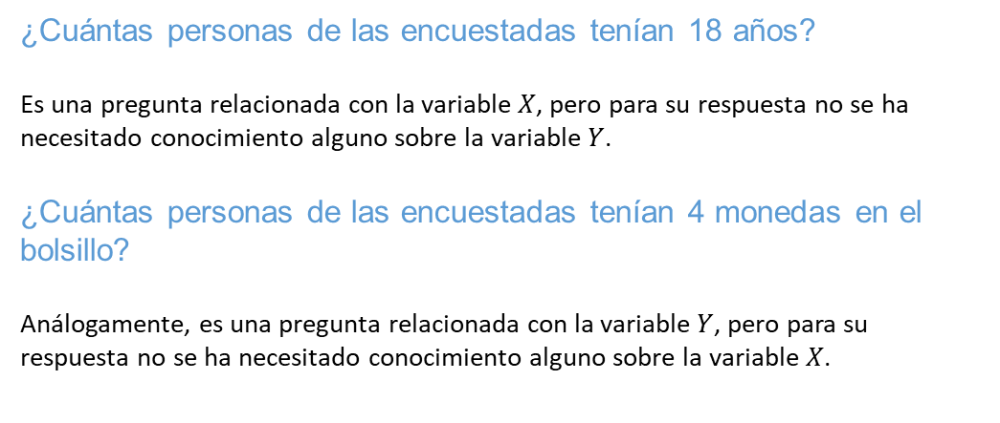 ¿Cuántas personas de las encuestadas tenían 18 años?
Es una pregunta relacionada con la variable X, pero para su respuesta no se ha
necesitado conocimiento alguno sobre la variable Y.
¿Cuántas personas de las encuestadas tenían 4 monedas en el
bolsillo?
Análogamente, es una pregunta relacionada con la variable Y, pero para su
respuesta no se ha necesitado conocimiento alguno sobre la variable X.